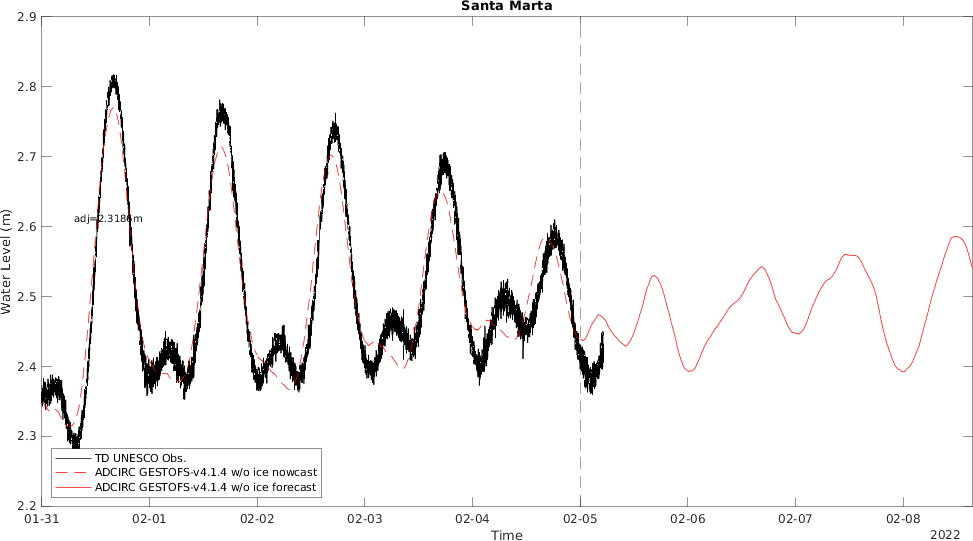 Santa Marta
2.9
2.8
2.7
2.6
2.5
2.4
2.3
2.2
Water Level (m)
adj=2.3186m
TD UNESCO Obs.
ADCIRC GESTOFS-v4.1.4 w/o ice nowcast
ADCIRC GESTOFS-v4.1.4 w/o ice forecast
01-31 02-01 02-02 02-03 02-04 02-05 02-06 02-07 02-08
Time
2022